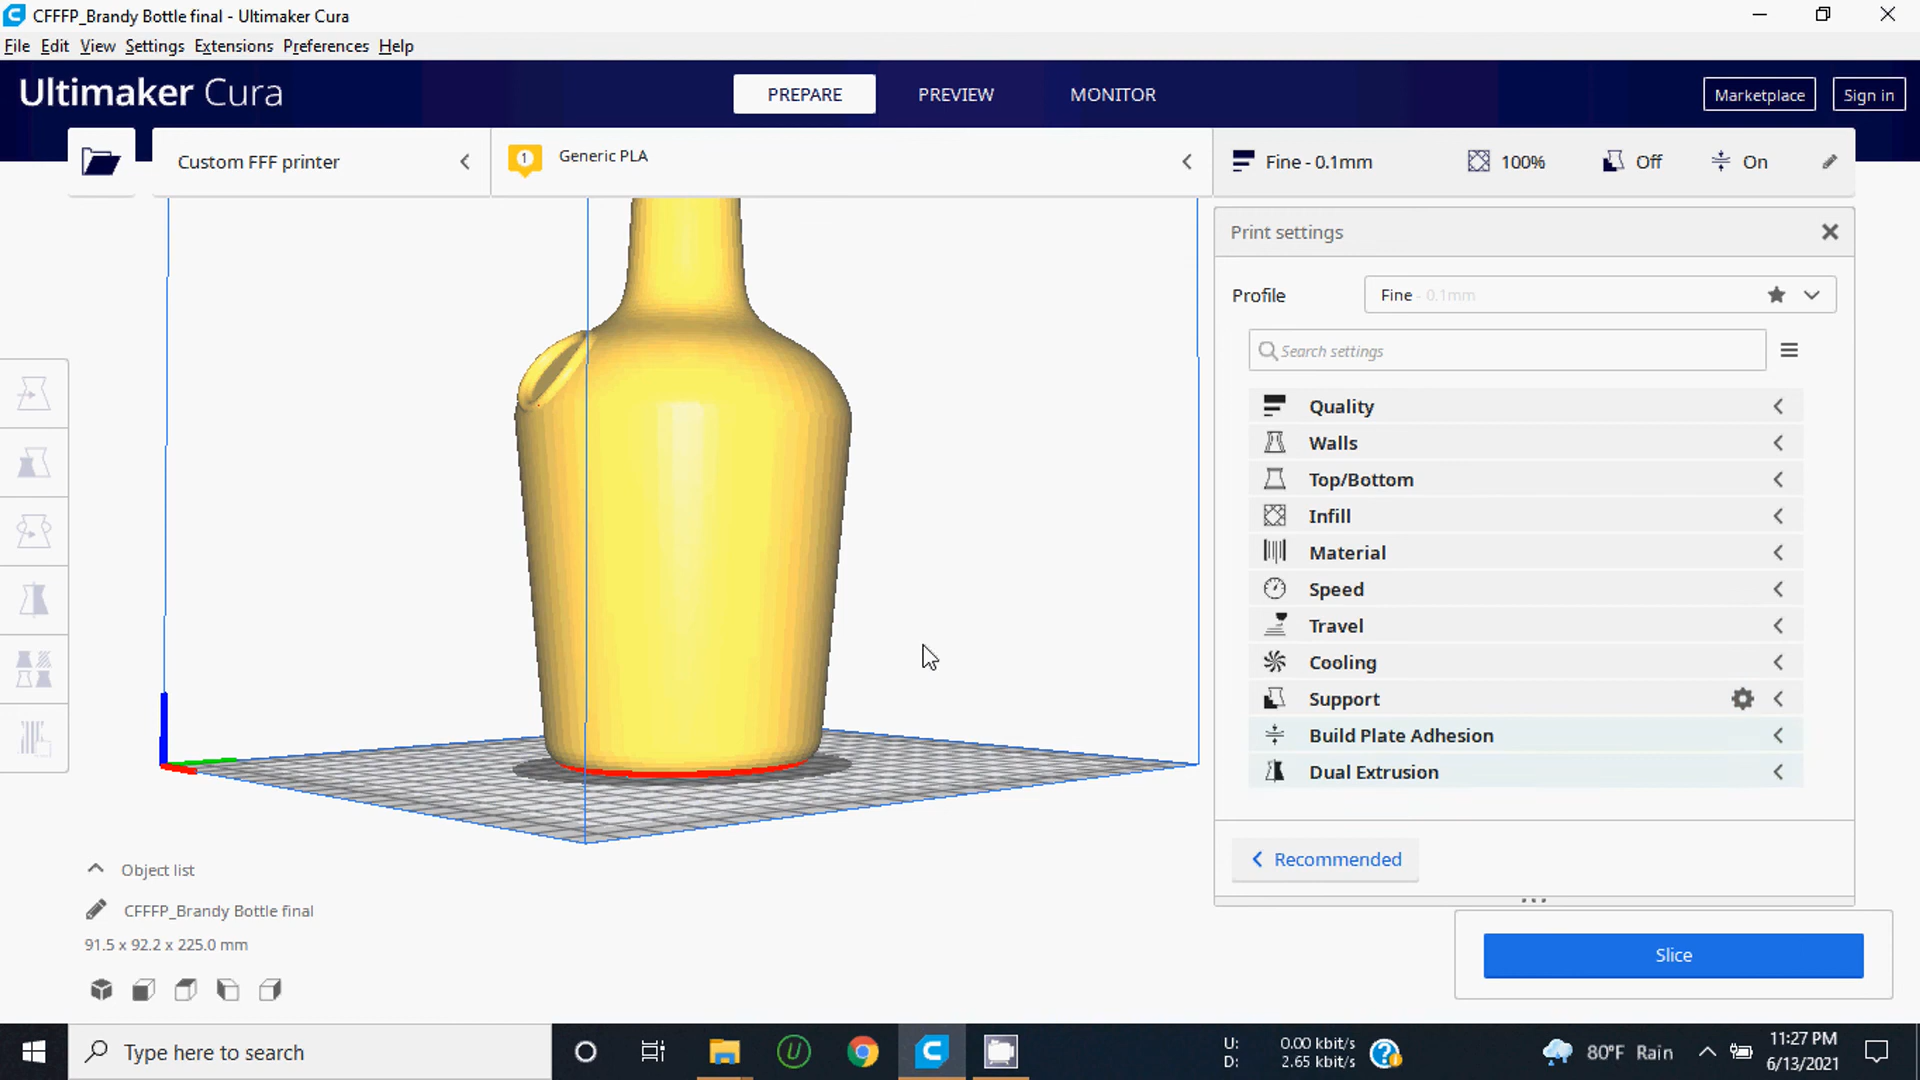 CFFFP_Brandy Bottle final - Ultimaker Cura
File Edit View Settings Extensions Preferences Help
Ultimaker Cura
PREPARE PREVIEW MONITOR
Marketplace Sign in
Custom FFF printer
1 Generic PLA
Fine - 0.1mm 100% Off On
Print settings
Profile Fine - 0.1mm
Search settings
Quality
Walls
Top/Bottom
Infill
Material
Speed
Travel
Cooling
Support
Build Plate Adhesion
Dual Extrusion
Recommended
Object list
CFFFP_Brandy Bottle final
91.5 x 92.2 x 225.0 mm
Slice
Type here to search
U: 0.00 kbit/s
D: 2.65 kbit/s
80°F Rain
11:27 PM
6/13/2021